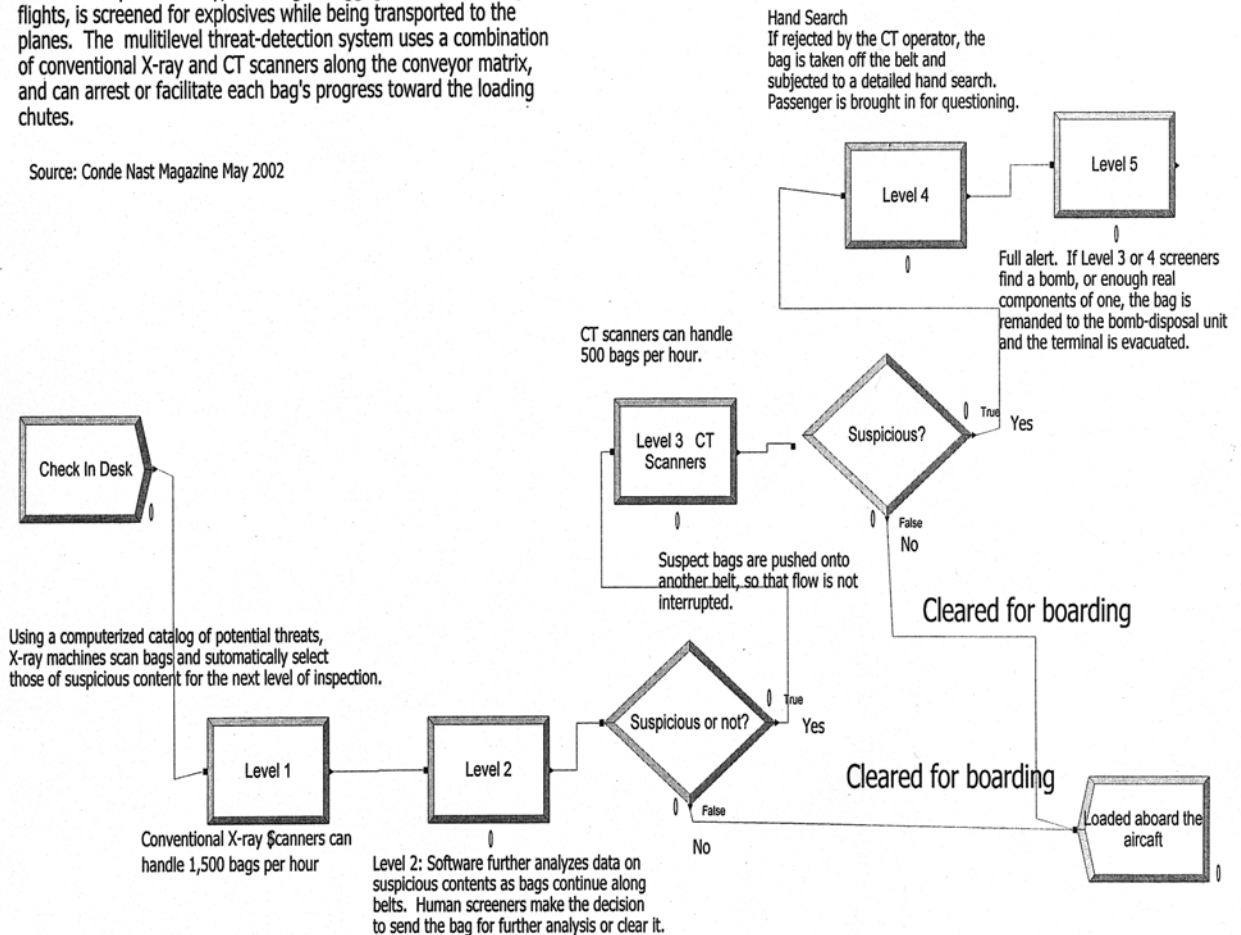 flights, is screened for explosives while being transported to the
planes. The mulitilevel threat-detection system uses a combination
of conventional X-ray and CT scanners along the conveyor matrix,
and can arrest or facilitate each bag's progress toward the loading
chutes.
Source: Conde Nast Magazine May 2002
Hand Search
If rejected by the CT operator, the
bag is taken off the belt and
subjected to a detailed hand search.
Passenger is brought in for questioning.
Level 4
Level 5
Full alert. If Level 3 or 4 screeners
find a bomb, or enough real
components of one, the bag is
remanded to the bomb-disposal unit
and the terminal is evacuated.
CT scanners can handle
500 bags per hour.
Level 3 CT
Scanners
Suspicious?
True
Yes
False
No
Check In Desk
Suspect bags are pushed onto
another belt, so that flow is not
interrupted.
Cleared for boarding
Using a computerized catalog of potential threats,
X-ray machines scan bags and sutomatically select
those of suspicious content for the next level of inspection.
Level 1
Level 2
Suspicious or not?
True
Yes
False
No
Cleared for boarding
Loaded aboard the
aircaft
Conventional X-ray Scanners can
handle 1,500 bags per hour
Level 2: Software further analyzes data on
suspicious contents as bags continue along
belts. Human screeners make the decision
to send the bag for further analysis or clear it.